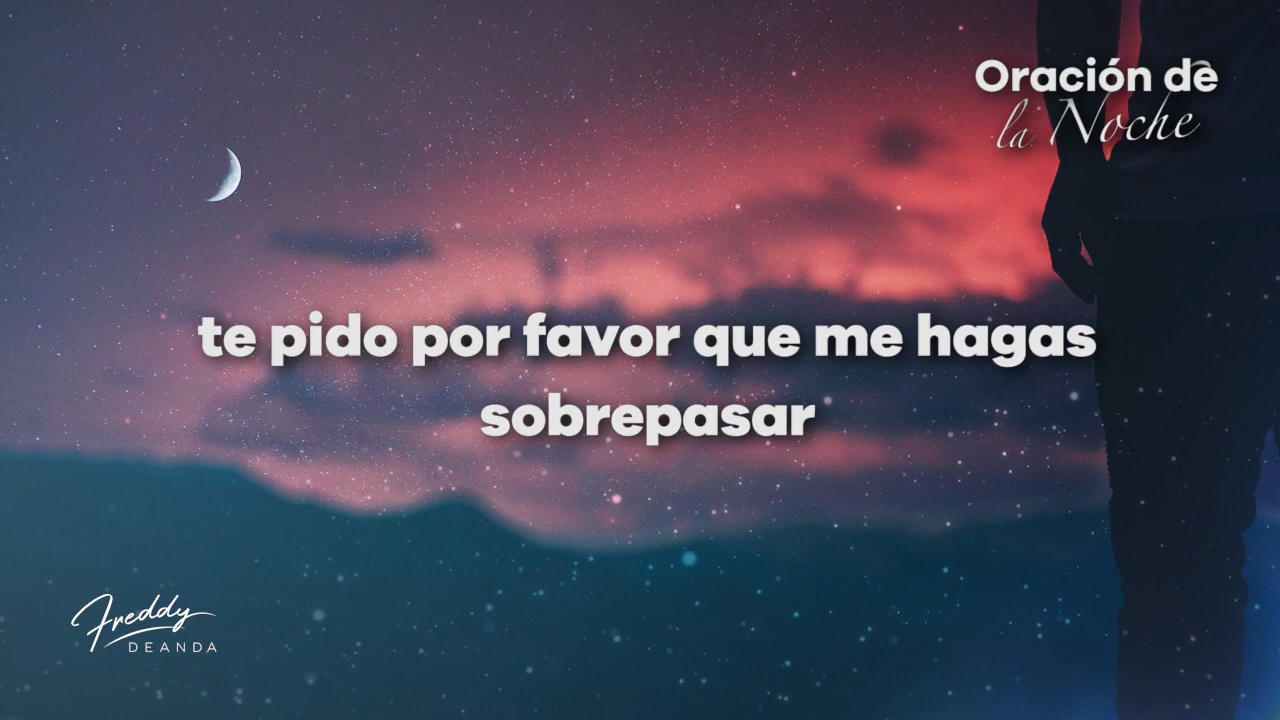 Oración de
la Noche
te pido por favor que me hagas
sobrepasar
Freddy
DEANDA